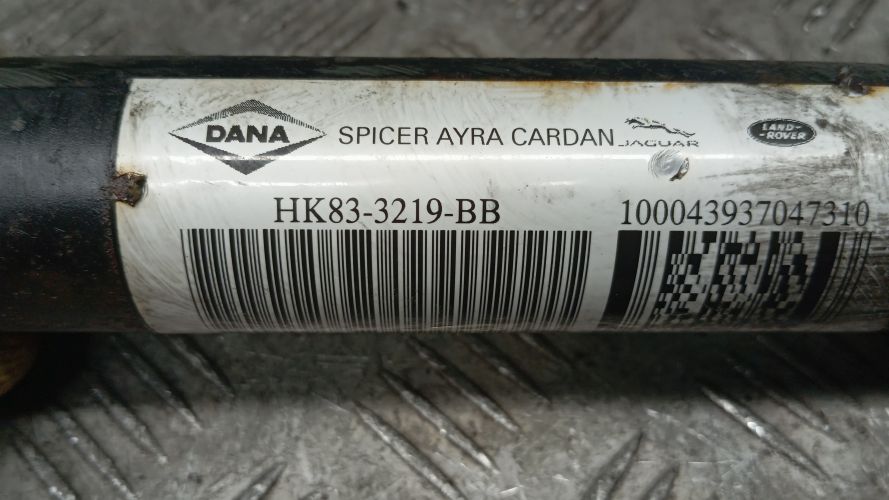 DANA SPICER AYRA CARDAN JAGUAR LAND-ROVER
HK83-3219-BB 100043937047310